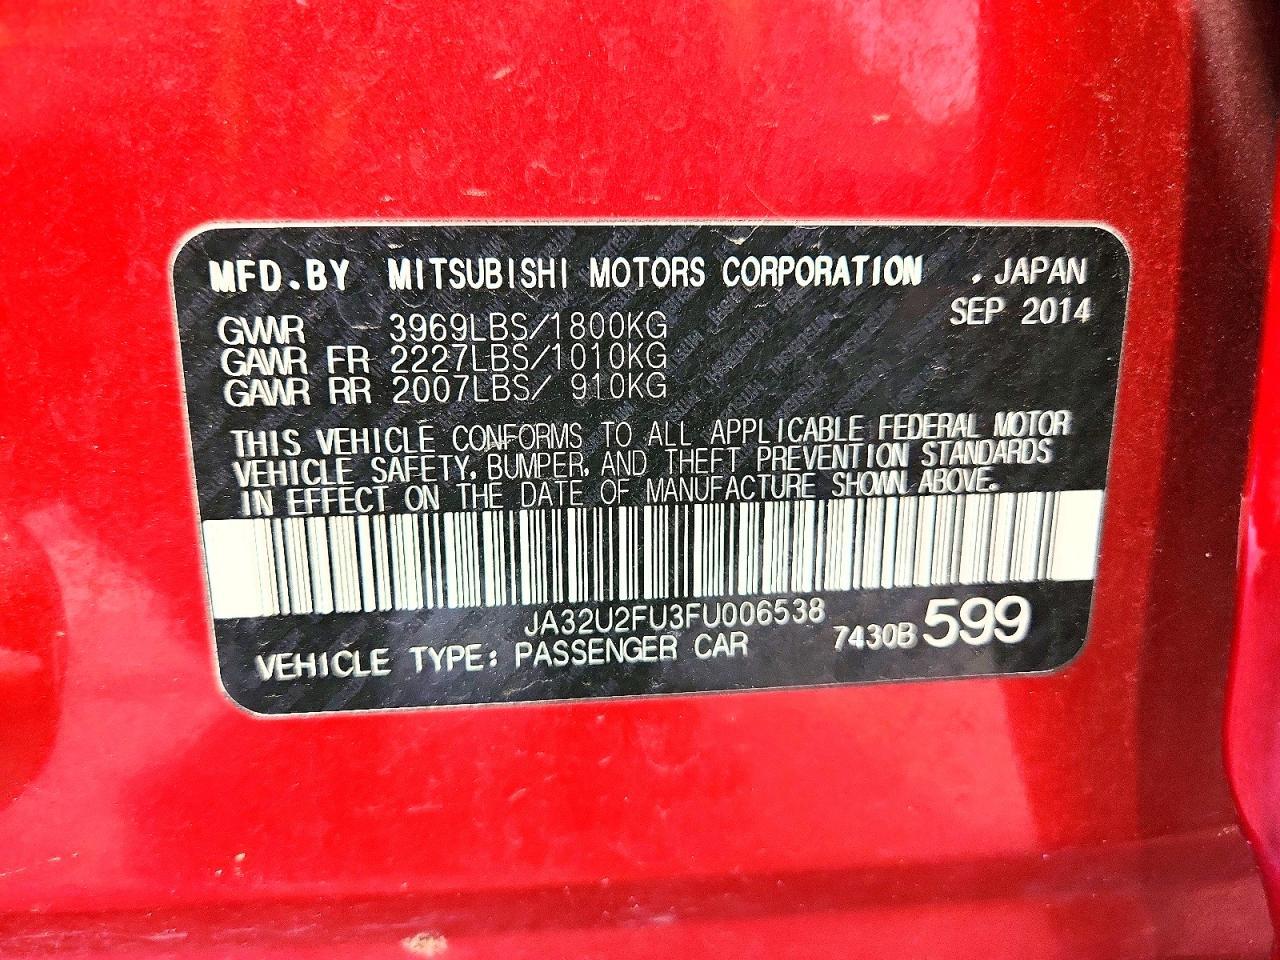 MFD.BY MITSUBISHI MOTORS CORPORATION , JAPAN
SEP 2014
GVWR 3969LBS/1800KG
GAWR FR 2227LBS/1010KG
GAWR RR 2007LBS/ 910KG
THIS VEHICLE CONFORMS TO ALL APPLICABLE FEDERAL MOTOR
VEHICLE SAFETY, BUMPER, AND THEFT PREVENTION STANDARDS
IN EFFECT ON THE DATE OF MANUFACTURE SHOWN ABOVE.
JA32U2FU3FU006538
VEHICLE TYPE: PASSENGER CAR 7430B 599